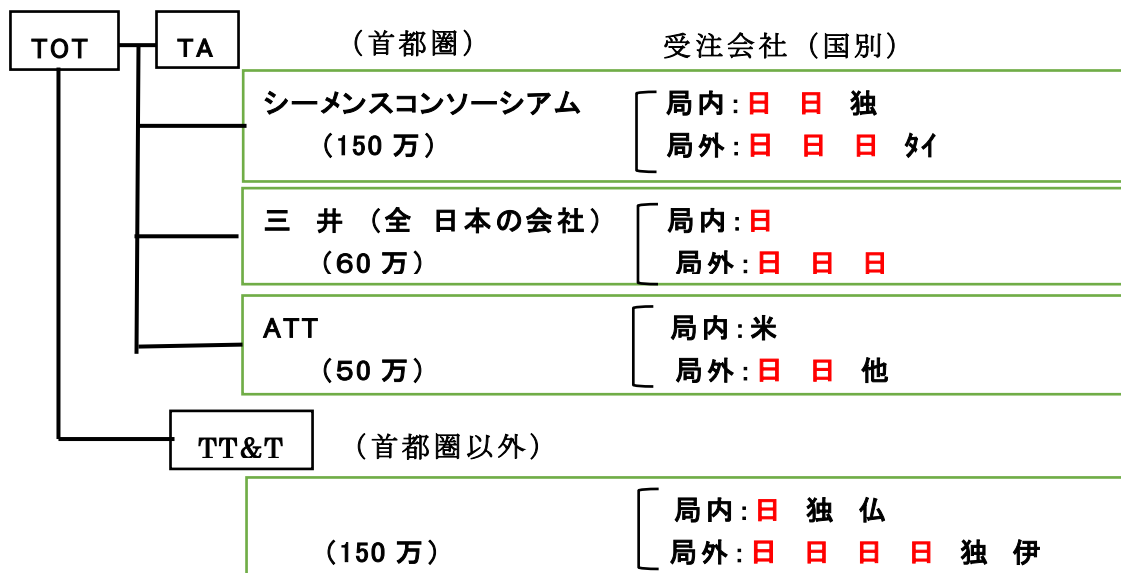 TOT TA （首都圏） 受注会社（国別）
シーメンスコンソーシアム 局内：日 日 独
（150 万） 局外：日 日 日 ﾀｲ
三 井 （全 日本の会社） 局内：日
（60 万） 局外：日 日 日
ATT 局内：米
（50 万） 局外：日 日 他
TT&T （首都圏以外）
局内：日 独 仏
（150 万） 局外：日 日 日 日 独 伊